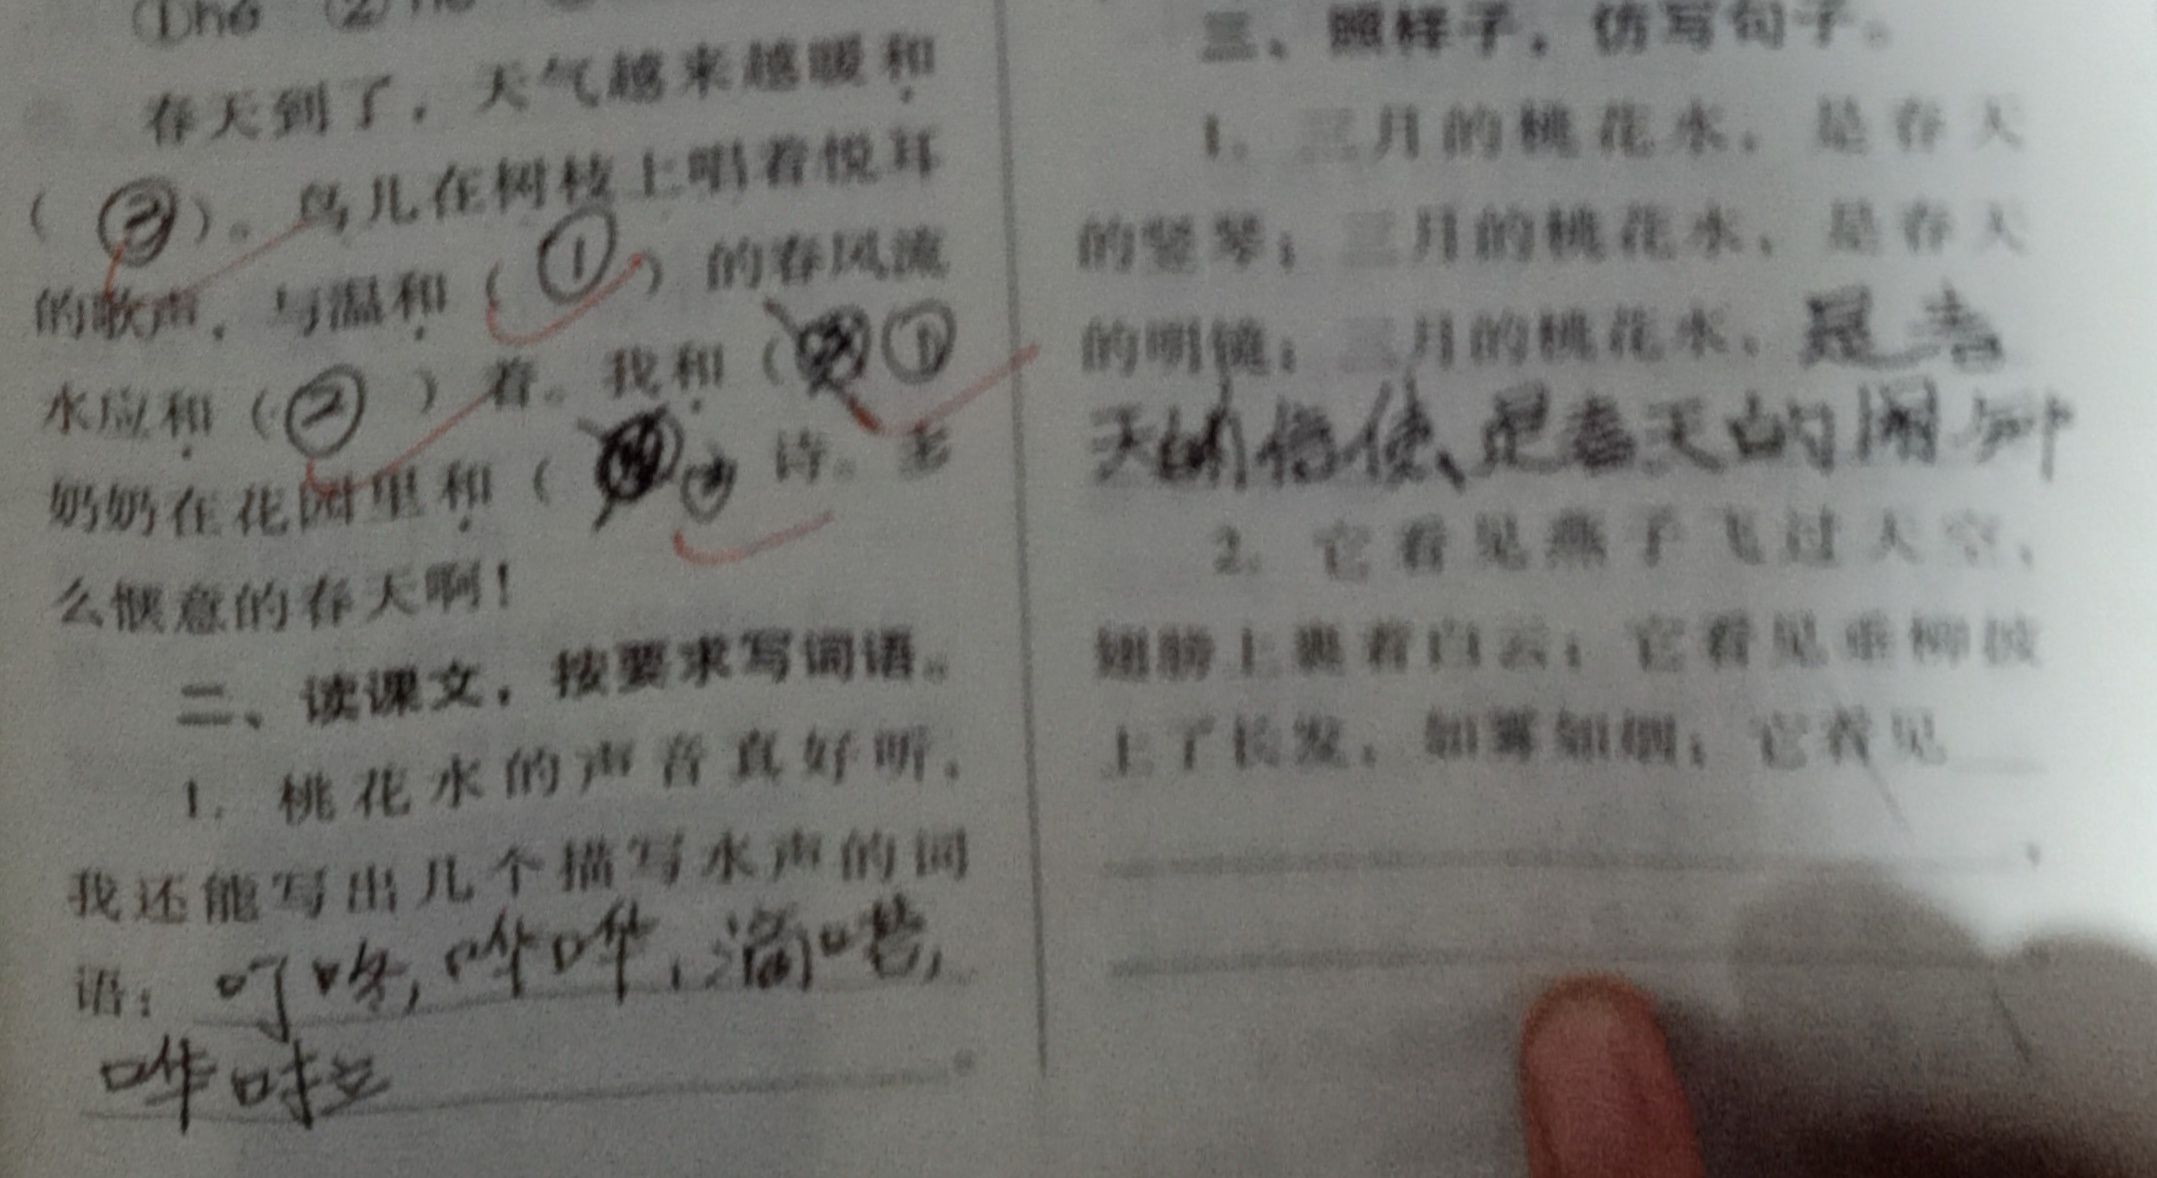 ①hé ②
春天到了，天气越来越暖和
（③）。鸟儿在树枝上唱着悦耳
的歌声，与温和（①）的春风流
水应和（②）着。我和（①
奶奶在花园里和（ ）诗。多
么惬意的春天啊！
二、读课文，按要求写词语。
1. 桃花水的声音真好听，
我还能写出几个描写水声的词
语：叮咚，哗哗，滴嗒，
哗啦。
三、照样子，仿写句子。
1. 三月的桃花水，是春天
的竖琴；三月的桃花水，是春天
的明镜；三月的桃花水，是春
天的信使、是春天的闹钟
2. 它看见燕子飞过天空，
翅膀上裹着白云；它看见垂柳披
上了长发，如雾如烟；它看见
，